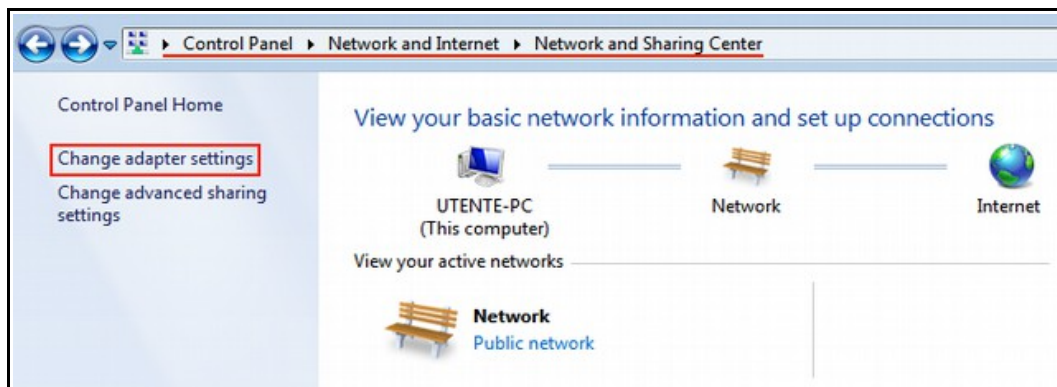 Control Panel Network and Internet Network and Sharing Center
Control Panel Home
Change adapter settings
Change advanced sharing
settings
View your basic network information and set up connections
UTENTE-PC
(This computer)
Network
Internet
View your active networks
Network
Public network